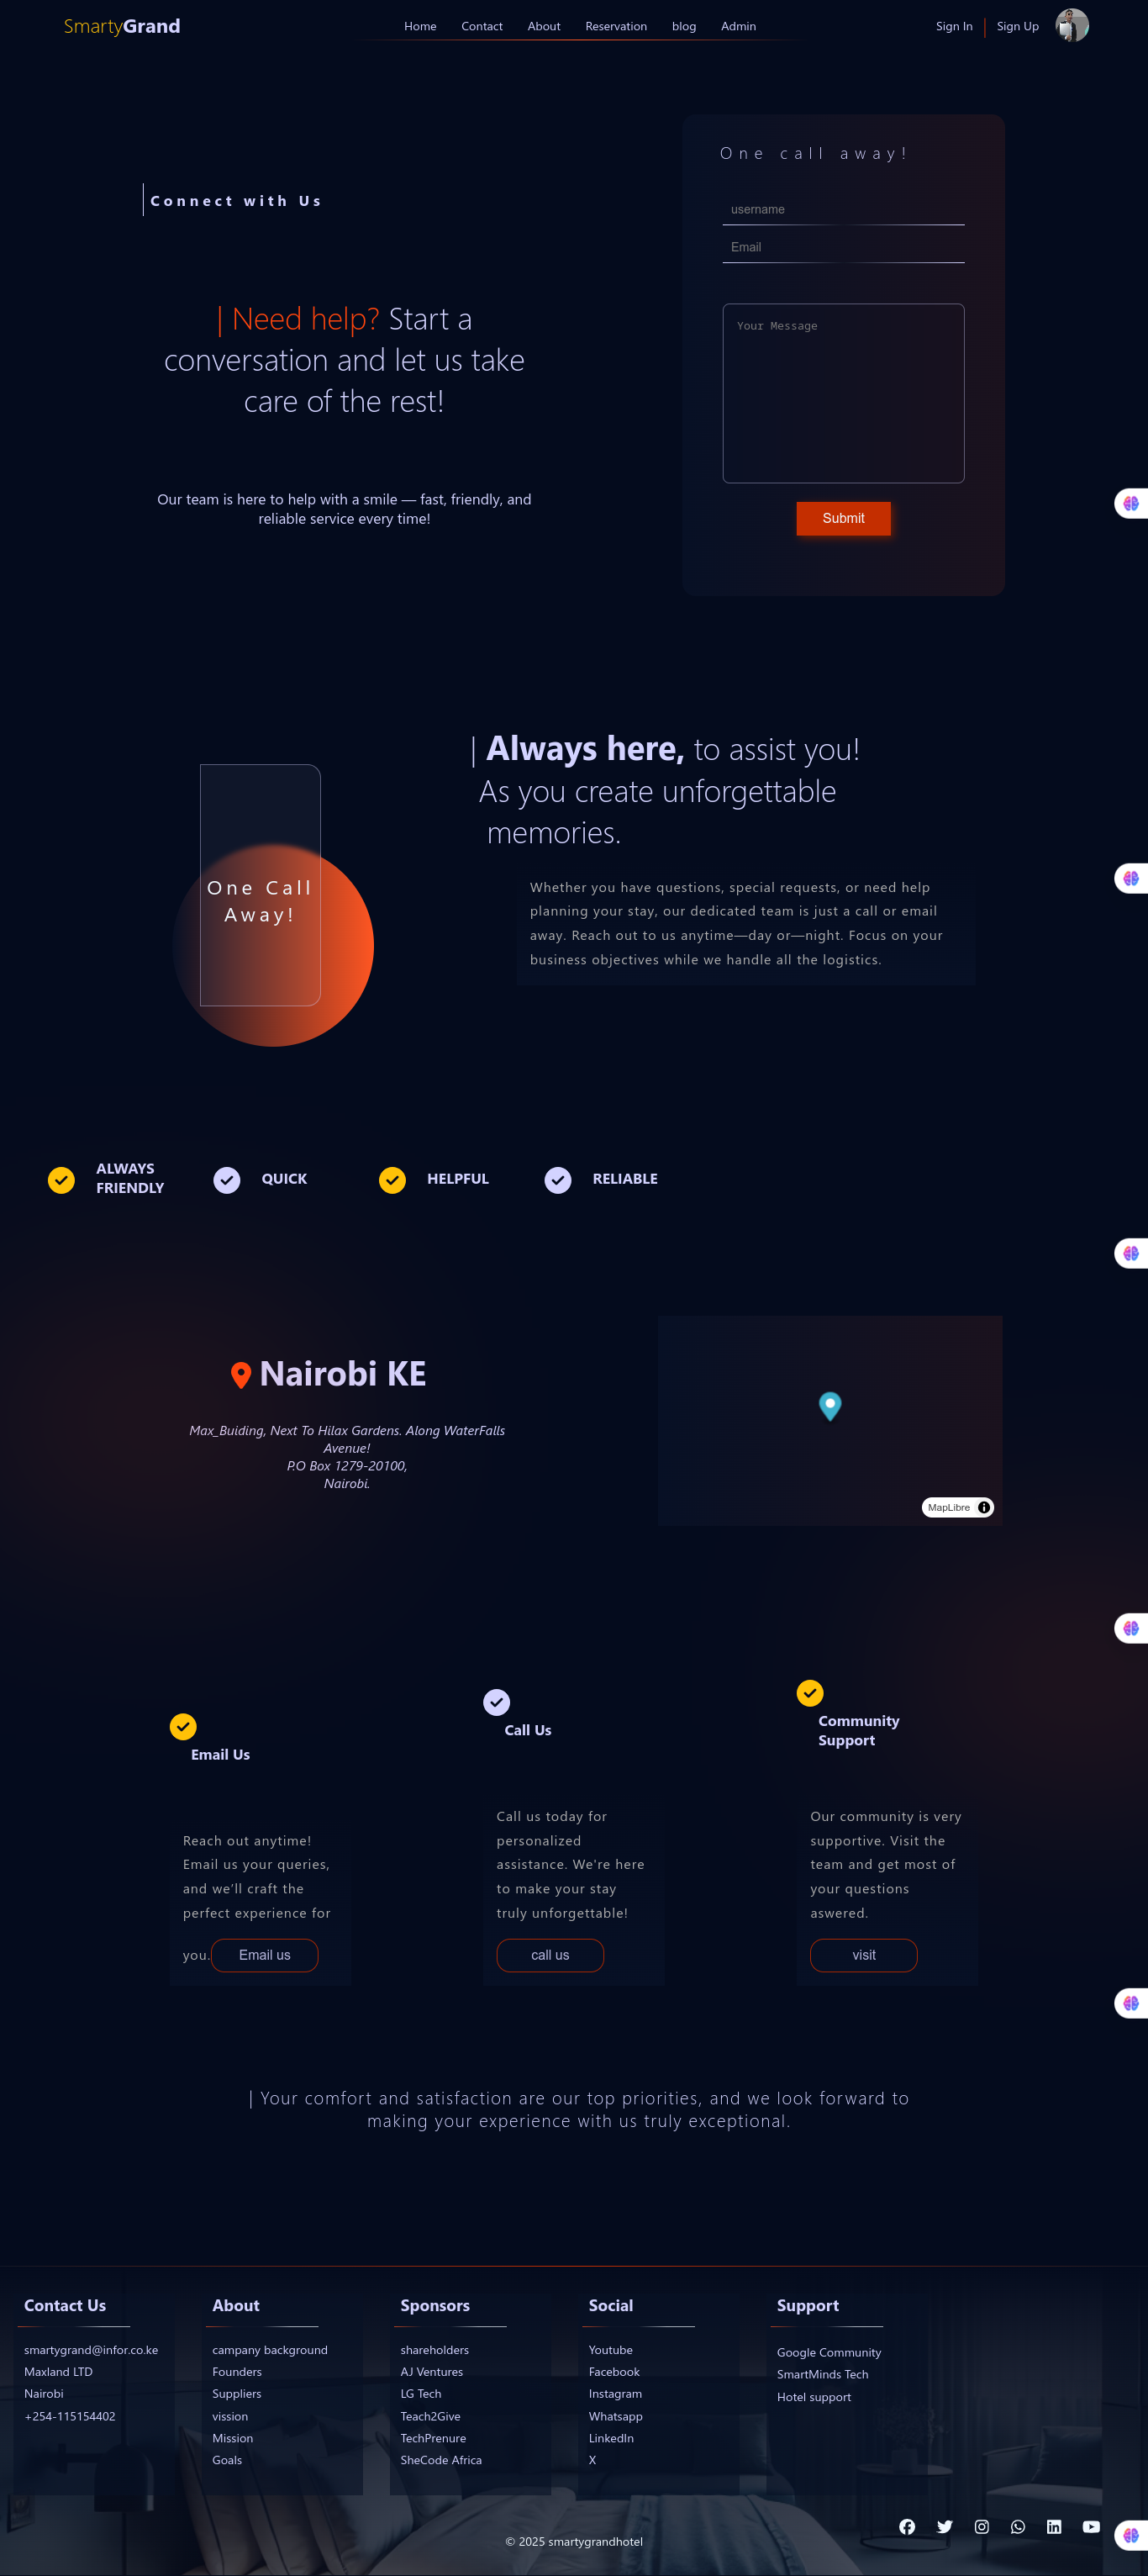 SmartyGrand
Home Contact About Reservation blog Admin
Sign In Sign Up
Connect with Us
| Need help? Start a
conversation and let us take
care of the rest!
Our team is here to help with a smile — fast, friendly, and
reliable service every time!
One call away!
username
Email
Your Message
Submit
| Always here, to assist you!
As you create unforgettable
memories.
One Call
Away!
Whether you have questions, special requests, or need help
planning your stay, our dedicated team is just a call or email
away. Reach out to us anytime—day or—night. Focus on your
business objectives while we handle all the logistics.
ALWAYS
FRIENDLY
QUICK
HELPFUL
RELIABLE
Nairobi KE
Max_Buiding, Next To Hilax Gardens. Along WaterFalls
Avenue!
P.O Box 1279-20100,
Nairobi.
MapLibre
Email Us
Reach out anytime!
Email us your queries,
and we'll craft the
perfect experience for
you.
Email us
Call Us
Call us today for
personalized
assistance. We're here
to make your stay
truly unforgettable!
call us
Community
Support
Our community is very
supportive. Visit the
team and get most of
your questions
aswered.
visit
| Your comfort and satisfaction are our top priorities, and we look forward to
making your experience with us truly exceptional.
Contact Us
smartygrand@infor.co.ke
Maxland LTD
Nairobi
+254-115154402
About
campany background
Founders
Suppliers
vission
Mission
Goals
Sponsors
shareholders
AJ Ventures
LG Tech
Teach2Give
TechPrenure
SheCode Africa
Social
Youtube
Facebook
Instagram
Whatsapp
LinkedIn
X
Support
Google Community
SmartMinds Tech
Hotel support
© 2025 smartygrandhotel